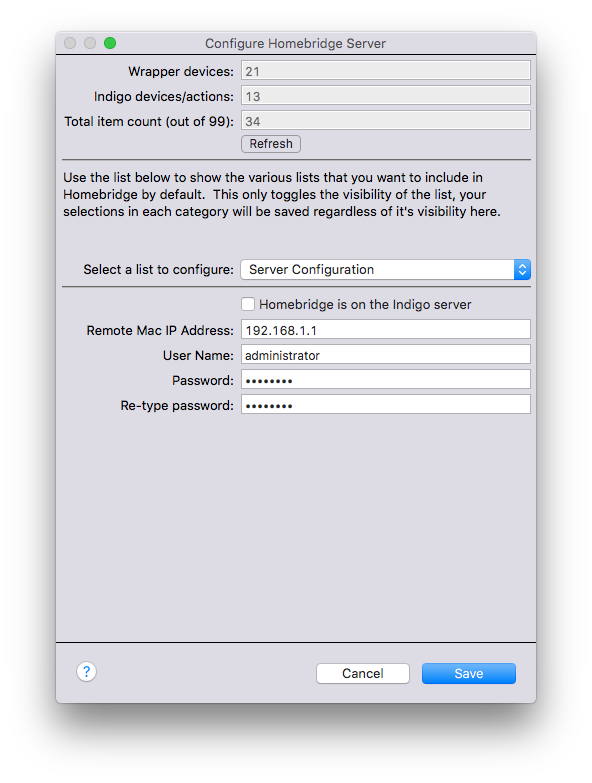 Configure Homebridge Server
Wrapper devices: 21
Indigo devices/actions: 13
Total item count (out of 99): 34
Refresh
Use the list below to show the various lists that you want to include in
Homebridge by default.  This only toggles the visibility of the list, your
selections in each category will be saved regardless of it's visibility here.
Select a list to configure: Server Configuration
Homebridge is on the Indigo server
Remote Mac IP Address: 192.168.1.1
User Name: administrator
Password: ••••••••
Re-type password: ••••••••
? Cancel Save